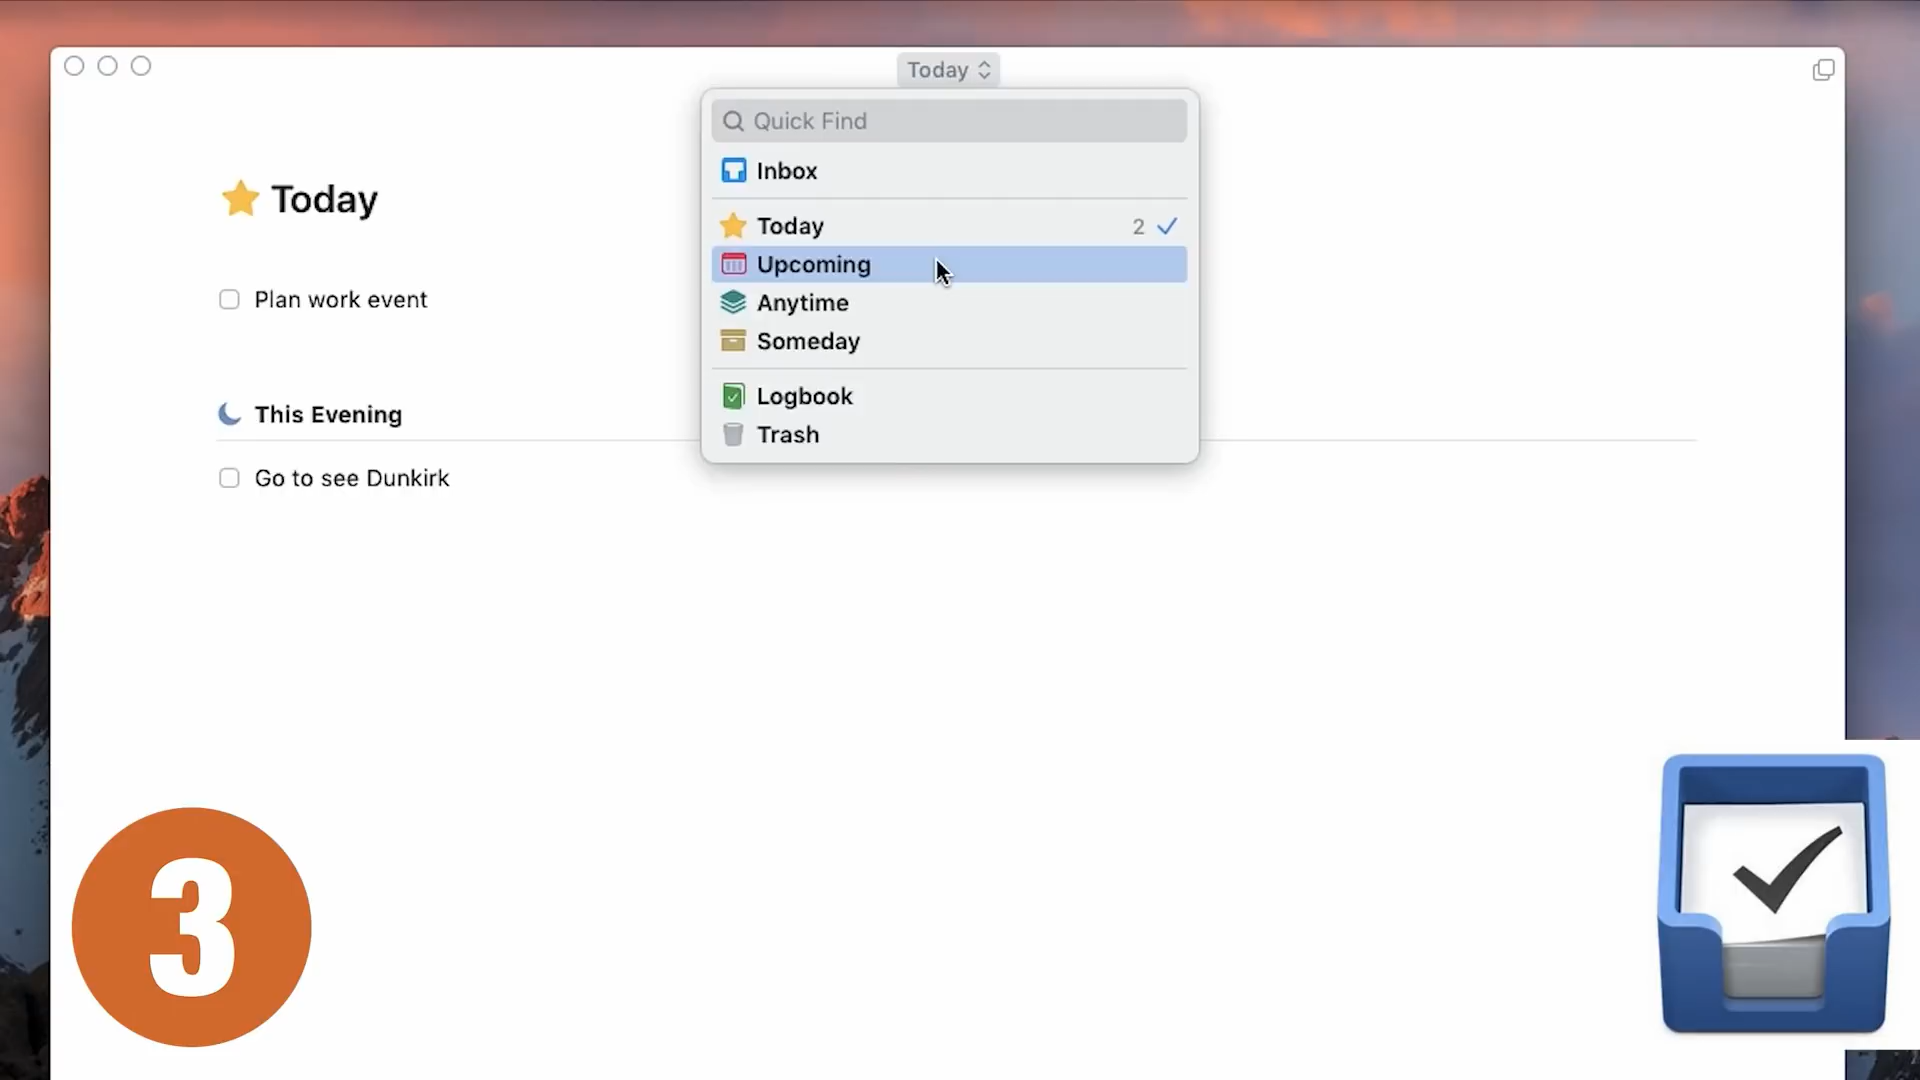 Today
Quick Find
Inbox
Today 2
Upcoming
Anytime
Someday
Logbook
Trash
Today
Plan work event
This Evening
Go to see Dunkirk
3